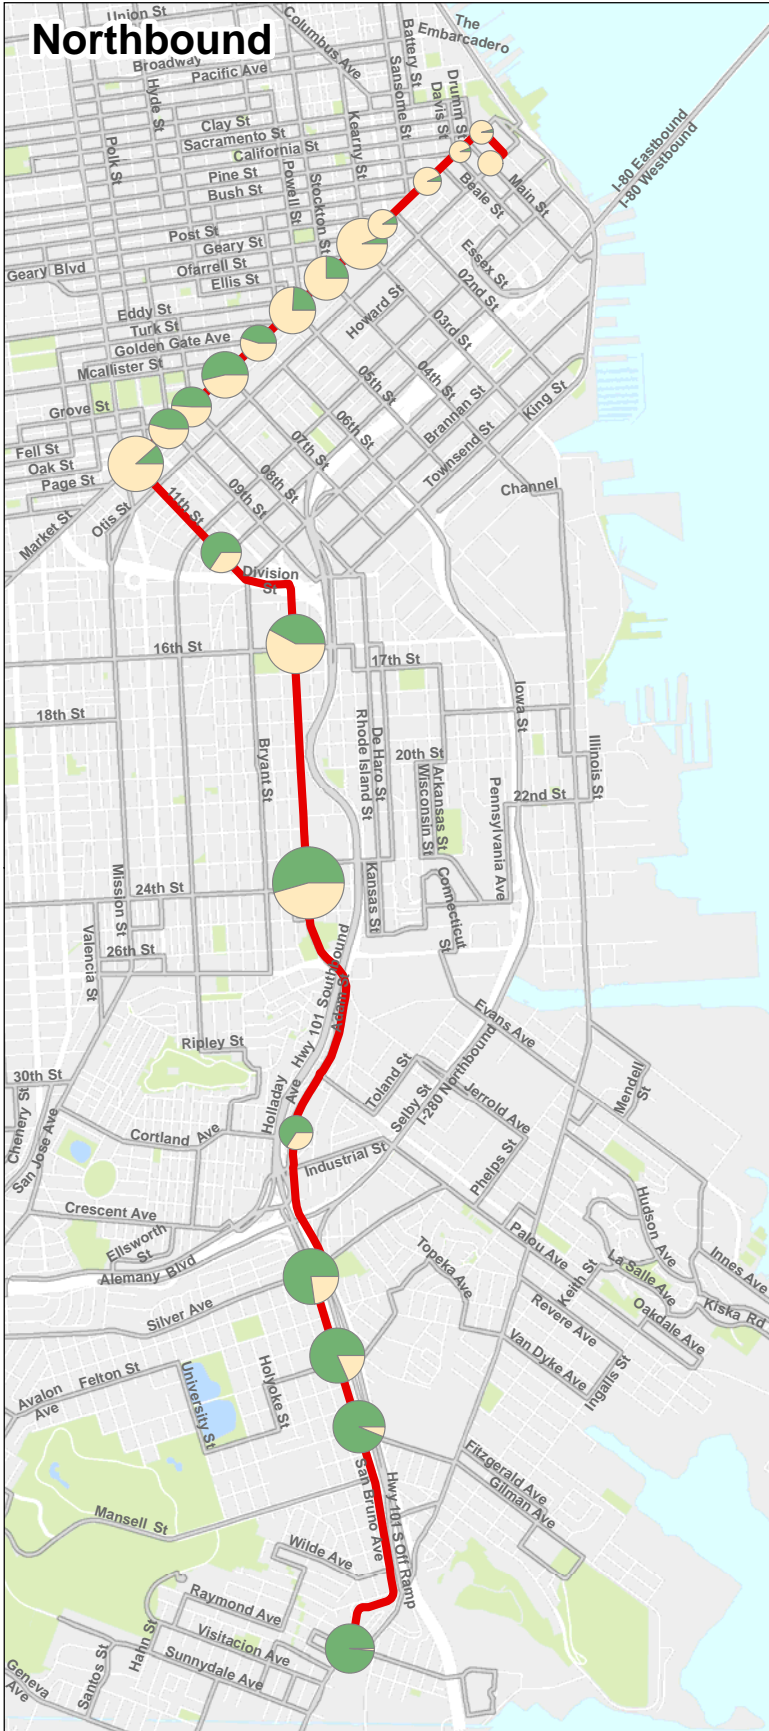 Northbound
Union St
Columbus Ave
The
Embarcadero
Broadway
Pacific Ave
Hyde St
Battery St
Sansome St
Drumm St
Davis St
Polk St
Clay St
Sacramento St
California St
Kearny St
Pine St
Bush St
Powell St
Stockton St
Beale St
Main St
I-80 Eastbound
I-80 Westbound
Post St
Geary St
Geary Blvd
Ofarrell St
Ellis St
Essex St
02nd St
Eddy St
Turk St
Golden Gate Ave
Howard St
03rd St
Mcallister St
05th St
04th St
Brannan St
King St
Grove St
06th St
Townsend St
Fell St
Oak St
Page St
07th St
08th St
09th St
11th St
Channel
Market St
Otis St
Division
St
16th St
17th St
18th St
Iowa St
Bryant St
Rhode Island St
De Haro St
20th St
Arkansas St
Wisconsin St
Illinois St
22nd St
Pennsylvania Ave
24th St
Mission St
Kansas St
Connecticut
St
Valencia St
26th St
Hwy 101 Southbound
Evans Ave
Ripley St
30th St
Chenery St
San Jose Ave
Holladay
Ave
Toland St
Selby St
I-280 Northbound
Jerrold Ave
Mendell
St
Cortland Ave
Industrial St
Phelps St
Crescent Ave
Ellsworth
St
Alemany Blvd
Silver Ave
Topeka Ave
Palou Ave
Keith St
Hudson Ave
La Salle Ave
Innes Ave
Kiska Rd
Oakdale Ave
Revere Ave
Van Dyke Ave
Ingalls St
Avalon
Ave
Felton St
University St
Holyoke St
Mansell St
San Bruno Ave
Hwy 101 S Off Ramp
Fitzgerald Ave
Gilman Ave
Wilde Ave
Raymond Ave
Visitacion Ave
Sunnydale Ave
Hahn St
Santos St
Geneva
Ave